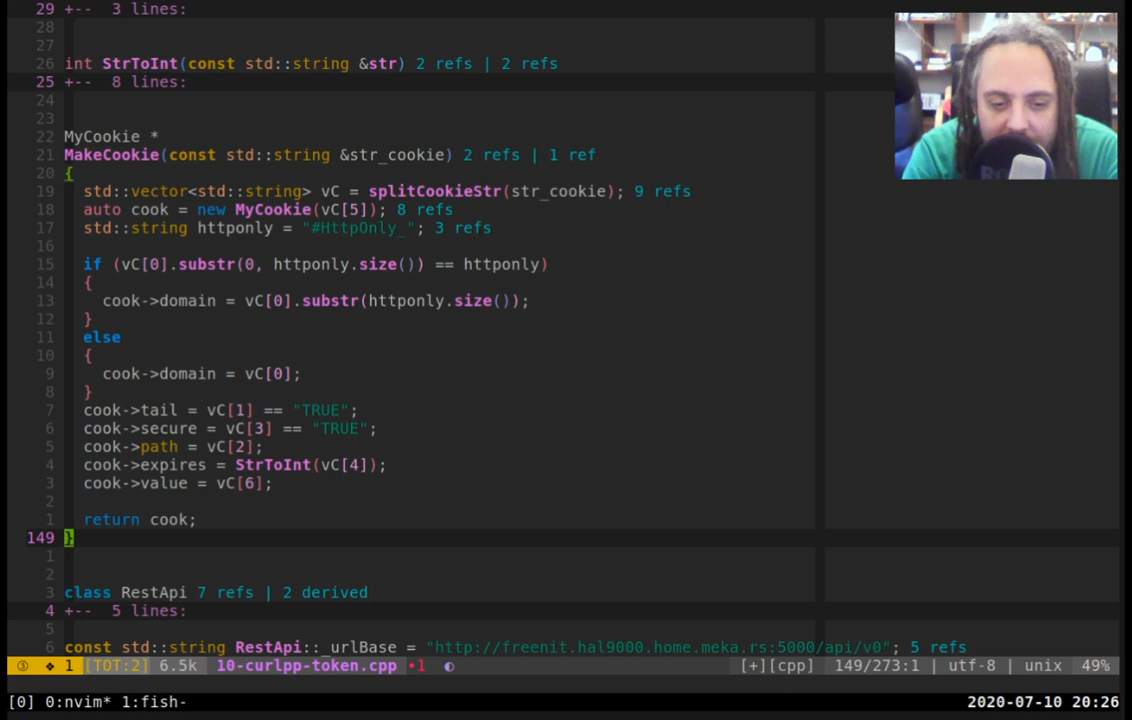 29 +-- 3 lines:
28
27
26 int StrToInt(const std::string &str) 2 refs | 2 refs
25 +-- 8 lines:
24
23
22 MyCookie *
21 MakeCookie(const std::string &str_cookie) 2 refs | 1 ref
20 {
19 std::vector<std::string> vC = splitCookieStr(str_cookie); 9 refs
18 auto cook = new MyCookie(vC[5]); 8 refs
17 std::string httponly = "#HttpOnly_"; 3 refs
16
15 if (vC[0].substr(0, httponly.size()) == httponly)
14 {
13 cook->domain = vC[0].substr(httponly.size());
12 }
11 else
10 {
9 cook->domain = vC[0];
8 }
7 cook->tail = vC[1] == "TRUE";
6 cook->secure = vC[3] == "TRUE";
5 cook->path = vC[2];
4 cook->expires = StrToInt(vC[4]);
3 cook->value = vC[6];
2
1 return cook;
149 }
1
2
3 class RestApi 7 refs | 2 derived
4 +-- 5 lines:
5
6 const std::string RestApi::_urlBase = "http://freenit.hal9000.home.meka.rs:5000/api/v0"; 5 refs
③ ❖ 1 [TOT:2] 6.5k 10-curlpp-token.cpp •1 ◐ [+][cpp] 149/273:1 | utf-8 | unix 49%
[0] 0:nvim* 1:fish- 2020-07-10 20:26